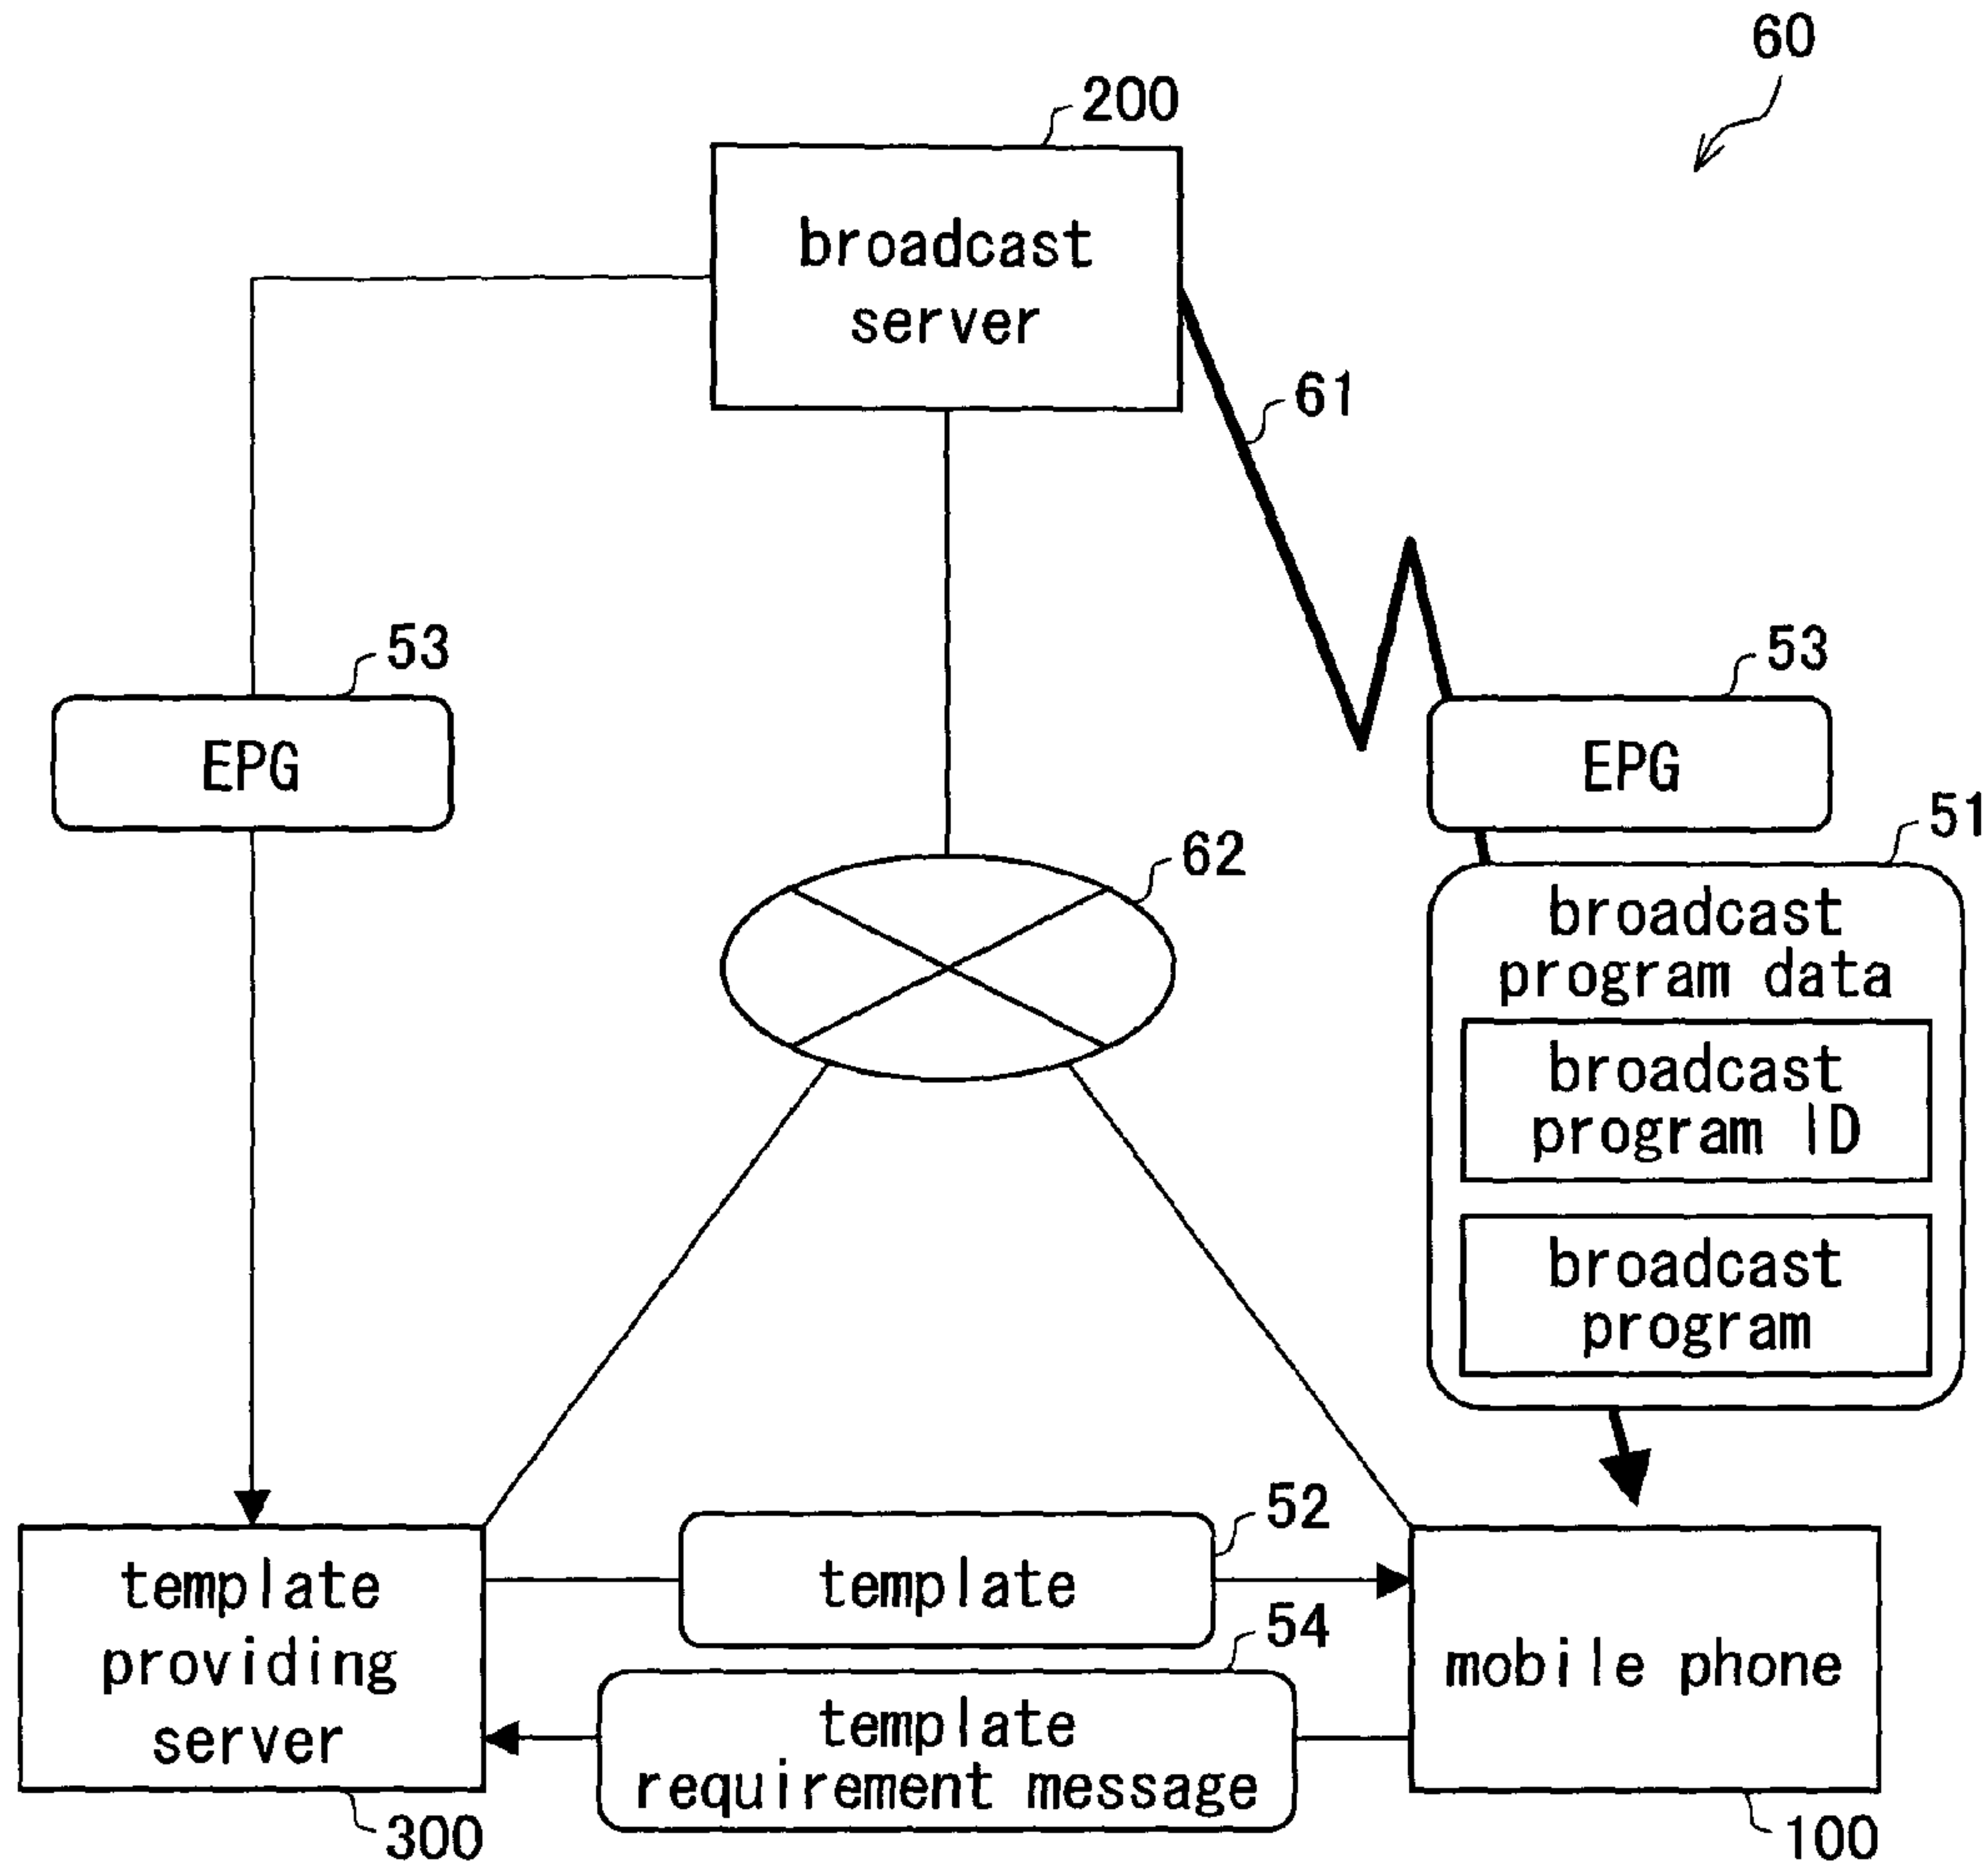 60
200
broadcast
server
61
53
EPG
53
EPG
51
62
broadcast
program data
broadcast
program ID
broadcast
program
52
template
54
template
providing
server
template
requirement message
mobile phone
300
100